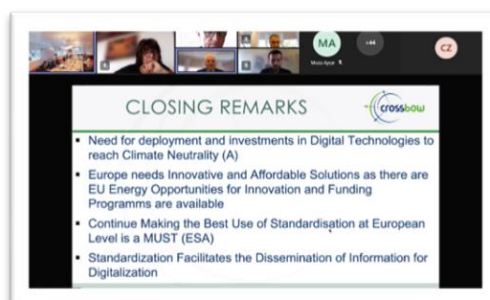 MA
+44
CZ
CLOSING REMARKS
crossbow
Need for deployment and investments in Digital Technologies to
reach Climate Neutrality (A)
Europe needs Innovative and Affordable Solutions as there are
EU Energy Opportunities for Innovation and Funding
Programms are available
Continue Making the Best Use of Standardisation at European
Level is a MUST (ESA)
Standardization Facilitates the Dissemination of Information for
Digitalization